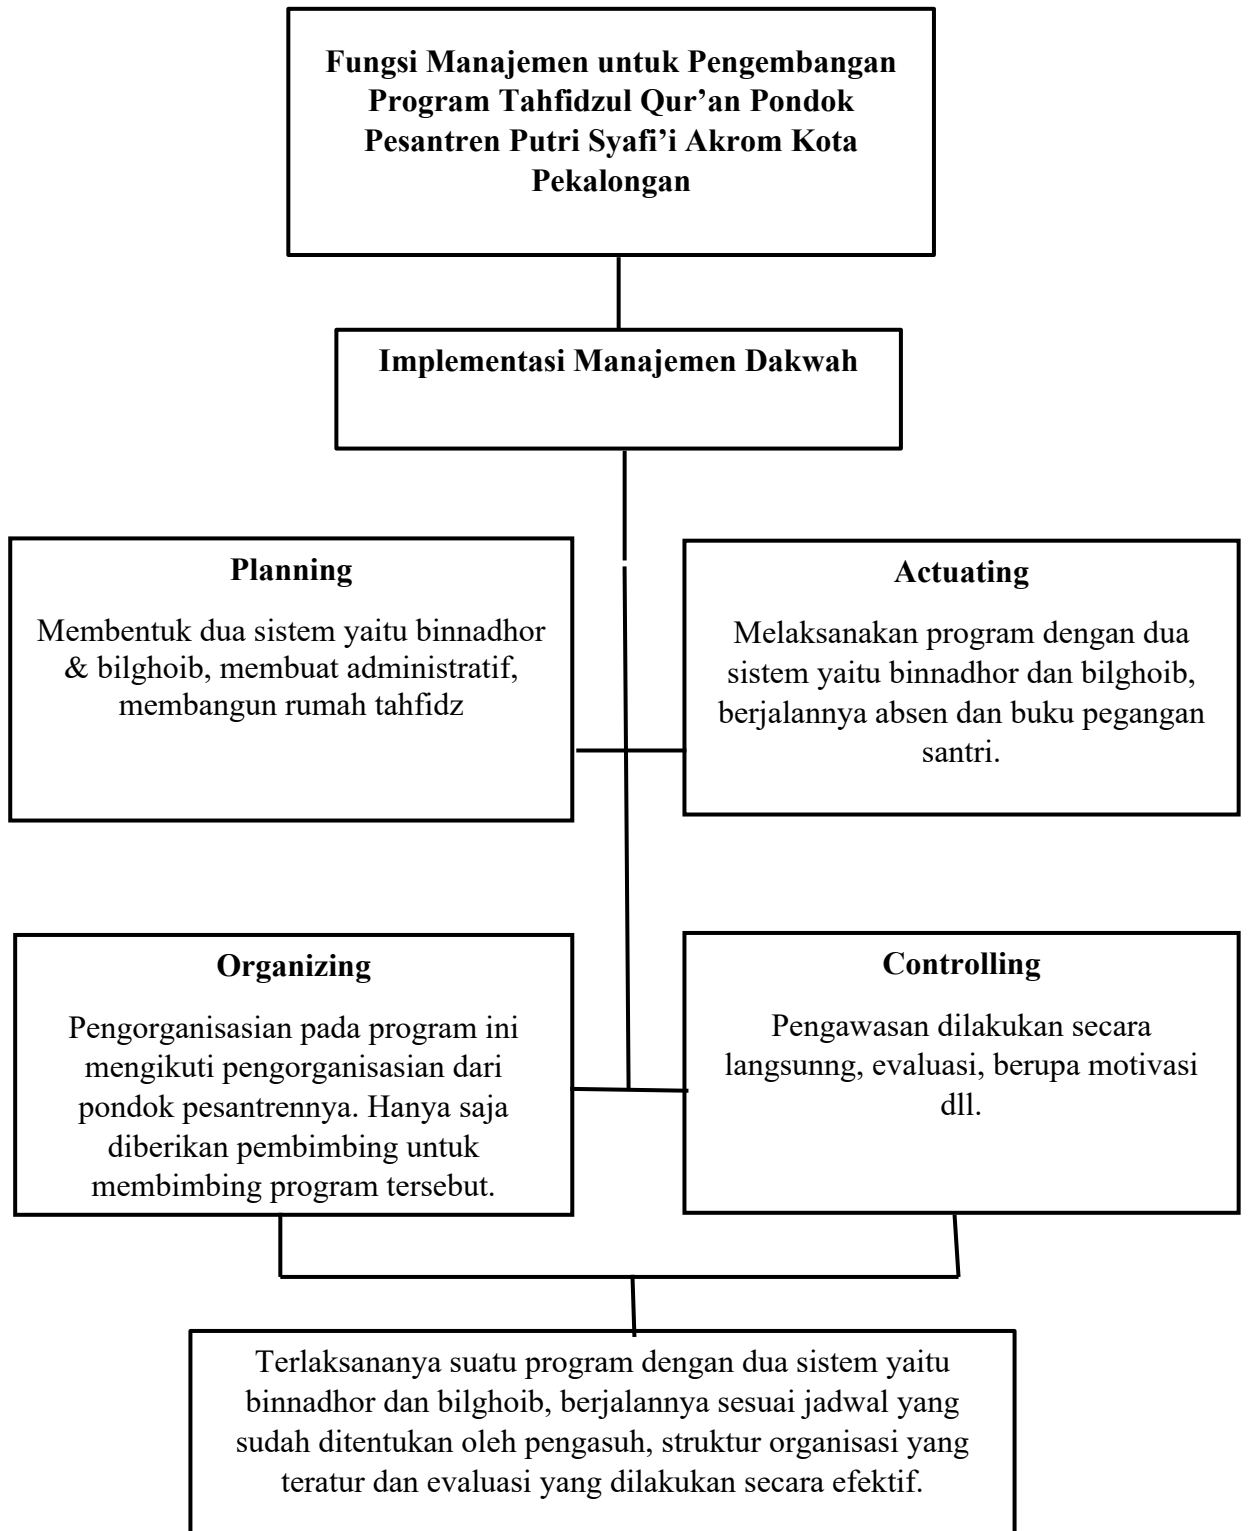 Fungsi Manajemen untuk Pengembangan
Program Tahfidzul Qur’an Pondok
Pesantren Putri Syafi’i Akrom Kota
Pekalongan
Implementasi Manajemen Dakwah
Planning
Membentuk dua sistem yaitu binnadhor
& bilghoib, membuat administratif,
membangun rumah tahfidz
Actuating
Melaksanakan program dengan dua
sistem yaitu binnadhor dan bilghoib,
berjalannya absen dan buku pegangan
santri.
Organizing
Pengorganisasian pada program ini
mengikuti pengorganisasian dari
pondok pesantrennya. Hanya saja
diberikan pembimbing untuk
membimbing program tersebut.
Controlling
Pengawasan dilakukan secara
langsunng, evaluasi, berupa motivasi
dll.
Terlaksananya suatu program dengan dua sistem yaitu
binnadhor dan bilghoib, berjalannya sesuai jadwal yang
sudah ditentukan oleh pengasuh, struktur organisasi yang
teratur dan evaluasi yang dilakukan secara efektif.